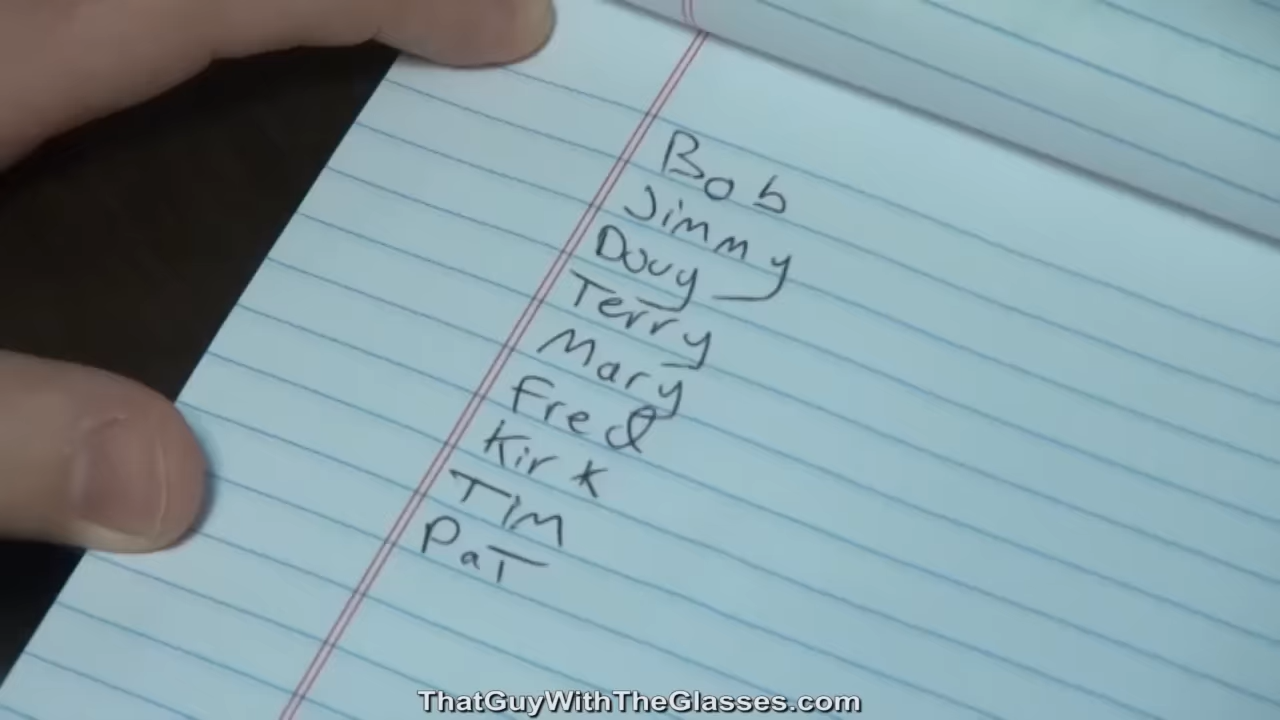 Bob
Jimmy
Doug
Terry
Mary
Fred
Kirk
TiM
PaT
ThatGuyWithTheGlasses.com